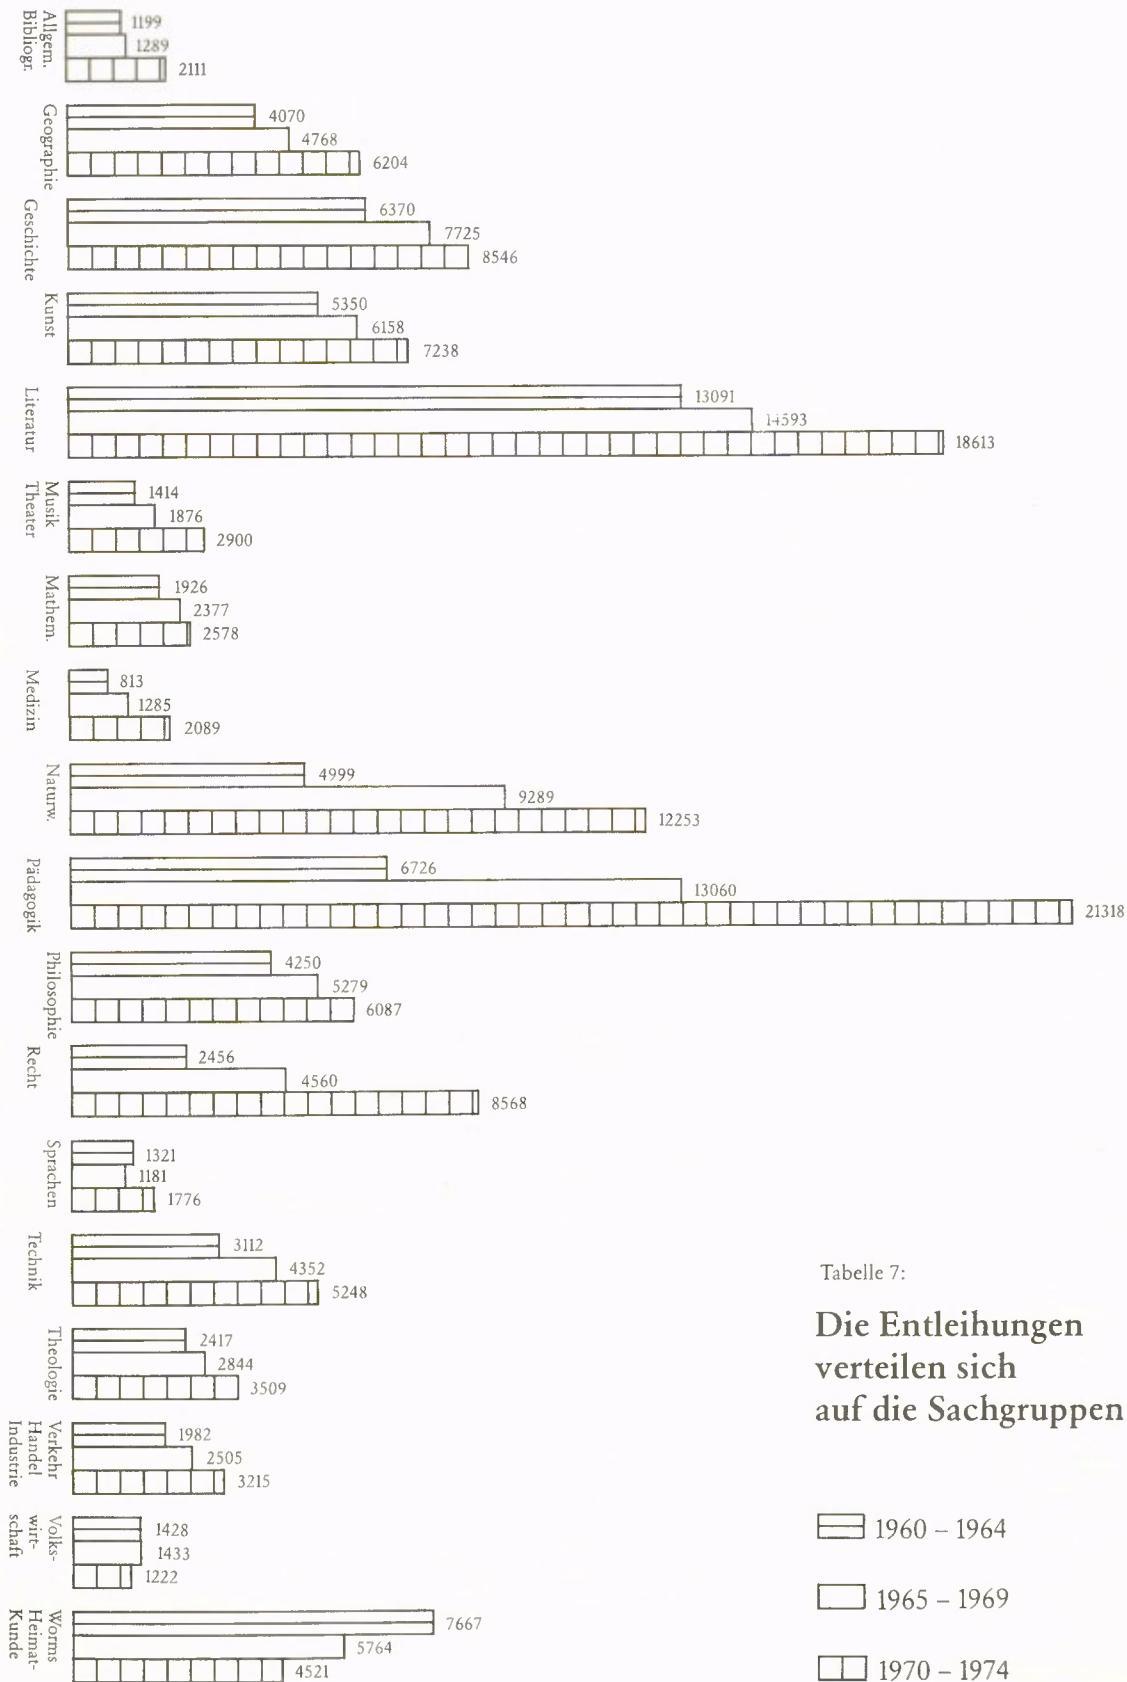 Allgem.
Bibliogr.
1199
1289
2111
Geographie
4070
4768
6204
Geschichte
6370
7725
8546
Kunst
5350
6158
7238
Literatur
13091
14593
18613
Musik
Theater
1414
1876
2900
Mathem.
1926
2377
2578
Medizin
813
1285
2089
Naturw.
4999
9289
12253
Pädagogik
6726
13060
21318
Philosophie
4250
5279
6087
Recht
2456
4560
8568
Sprachen
1321
1181
1776
Technik
3112
4352
5248
Theologie
2417
2844
3509
Verkehr
Handel
Industrie
1982
2505
3215
Volks-
wirt-
schaft
1428
1433
1222
Worms
Heimat-
Kunde
7667
5764
4521
Tabelle 7:
Die Entleihungen
verteilen sich
auf die Sachgruppen
1960 – 1964
1965 – 1969
1970 – 1974